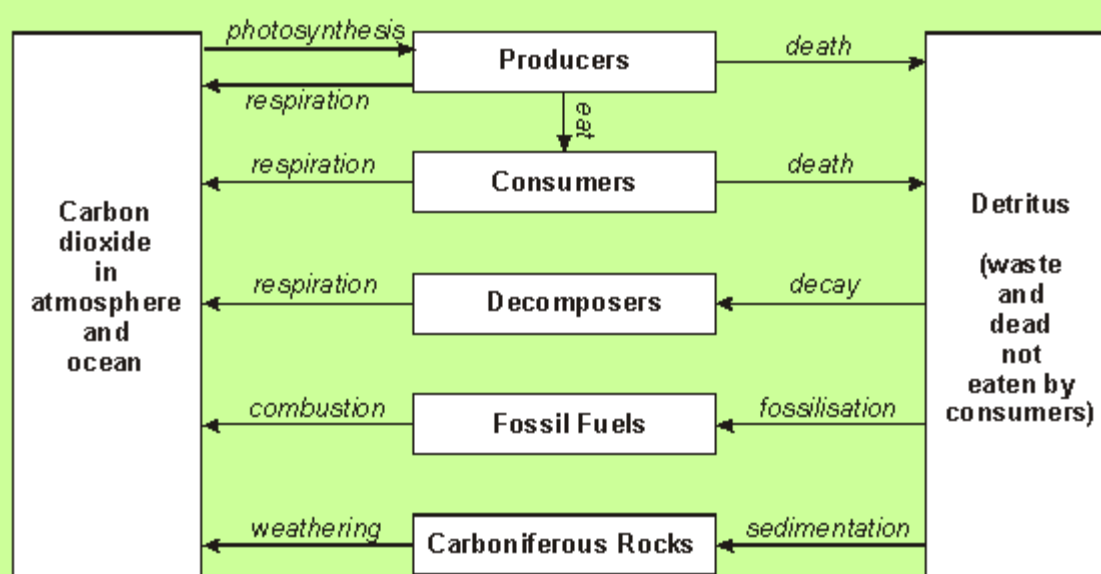 photosynthesis
Producers
death
respiration
eat
respiration
Consumers
death
Carbon
dioxide
in
atmosphere
and
ocean
Detritus
(waste
and
dead
not
eaten by
consumers)
respiration
Decomposers
decay
combustion
Fossil Fuels
fossilisation
weathering
Carboniferous Rocks
sedimentation